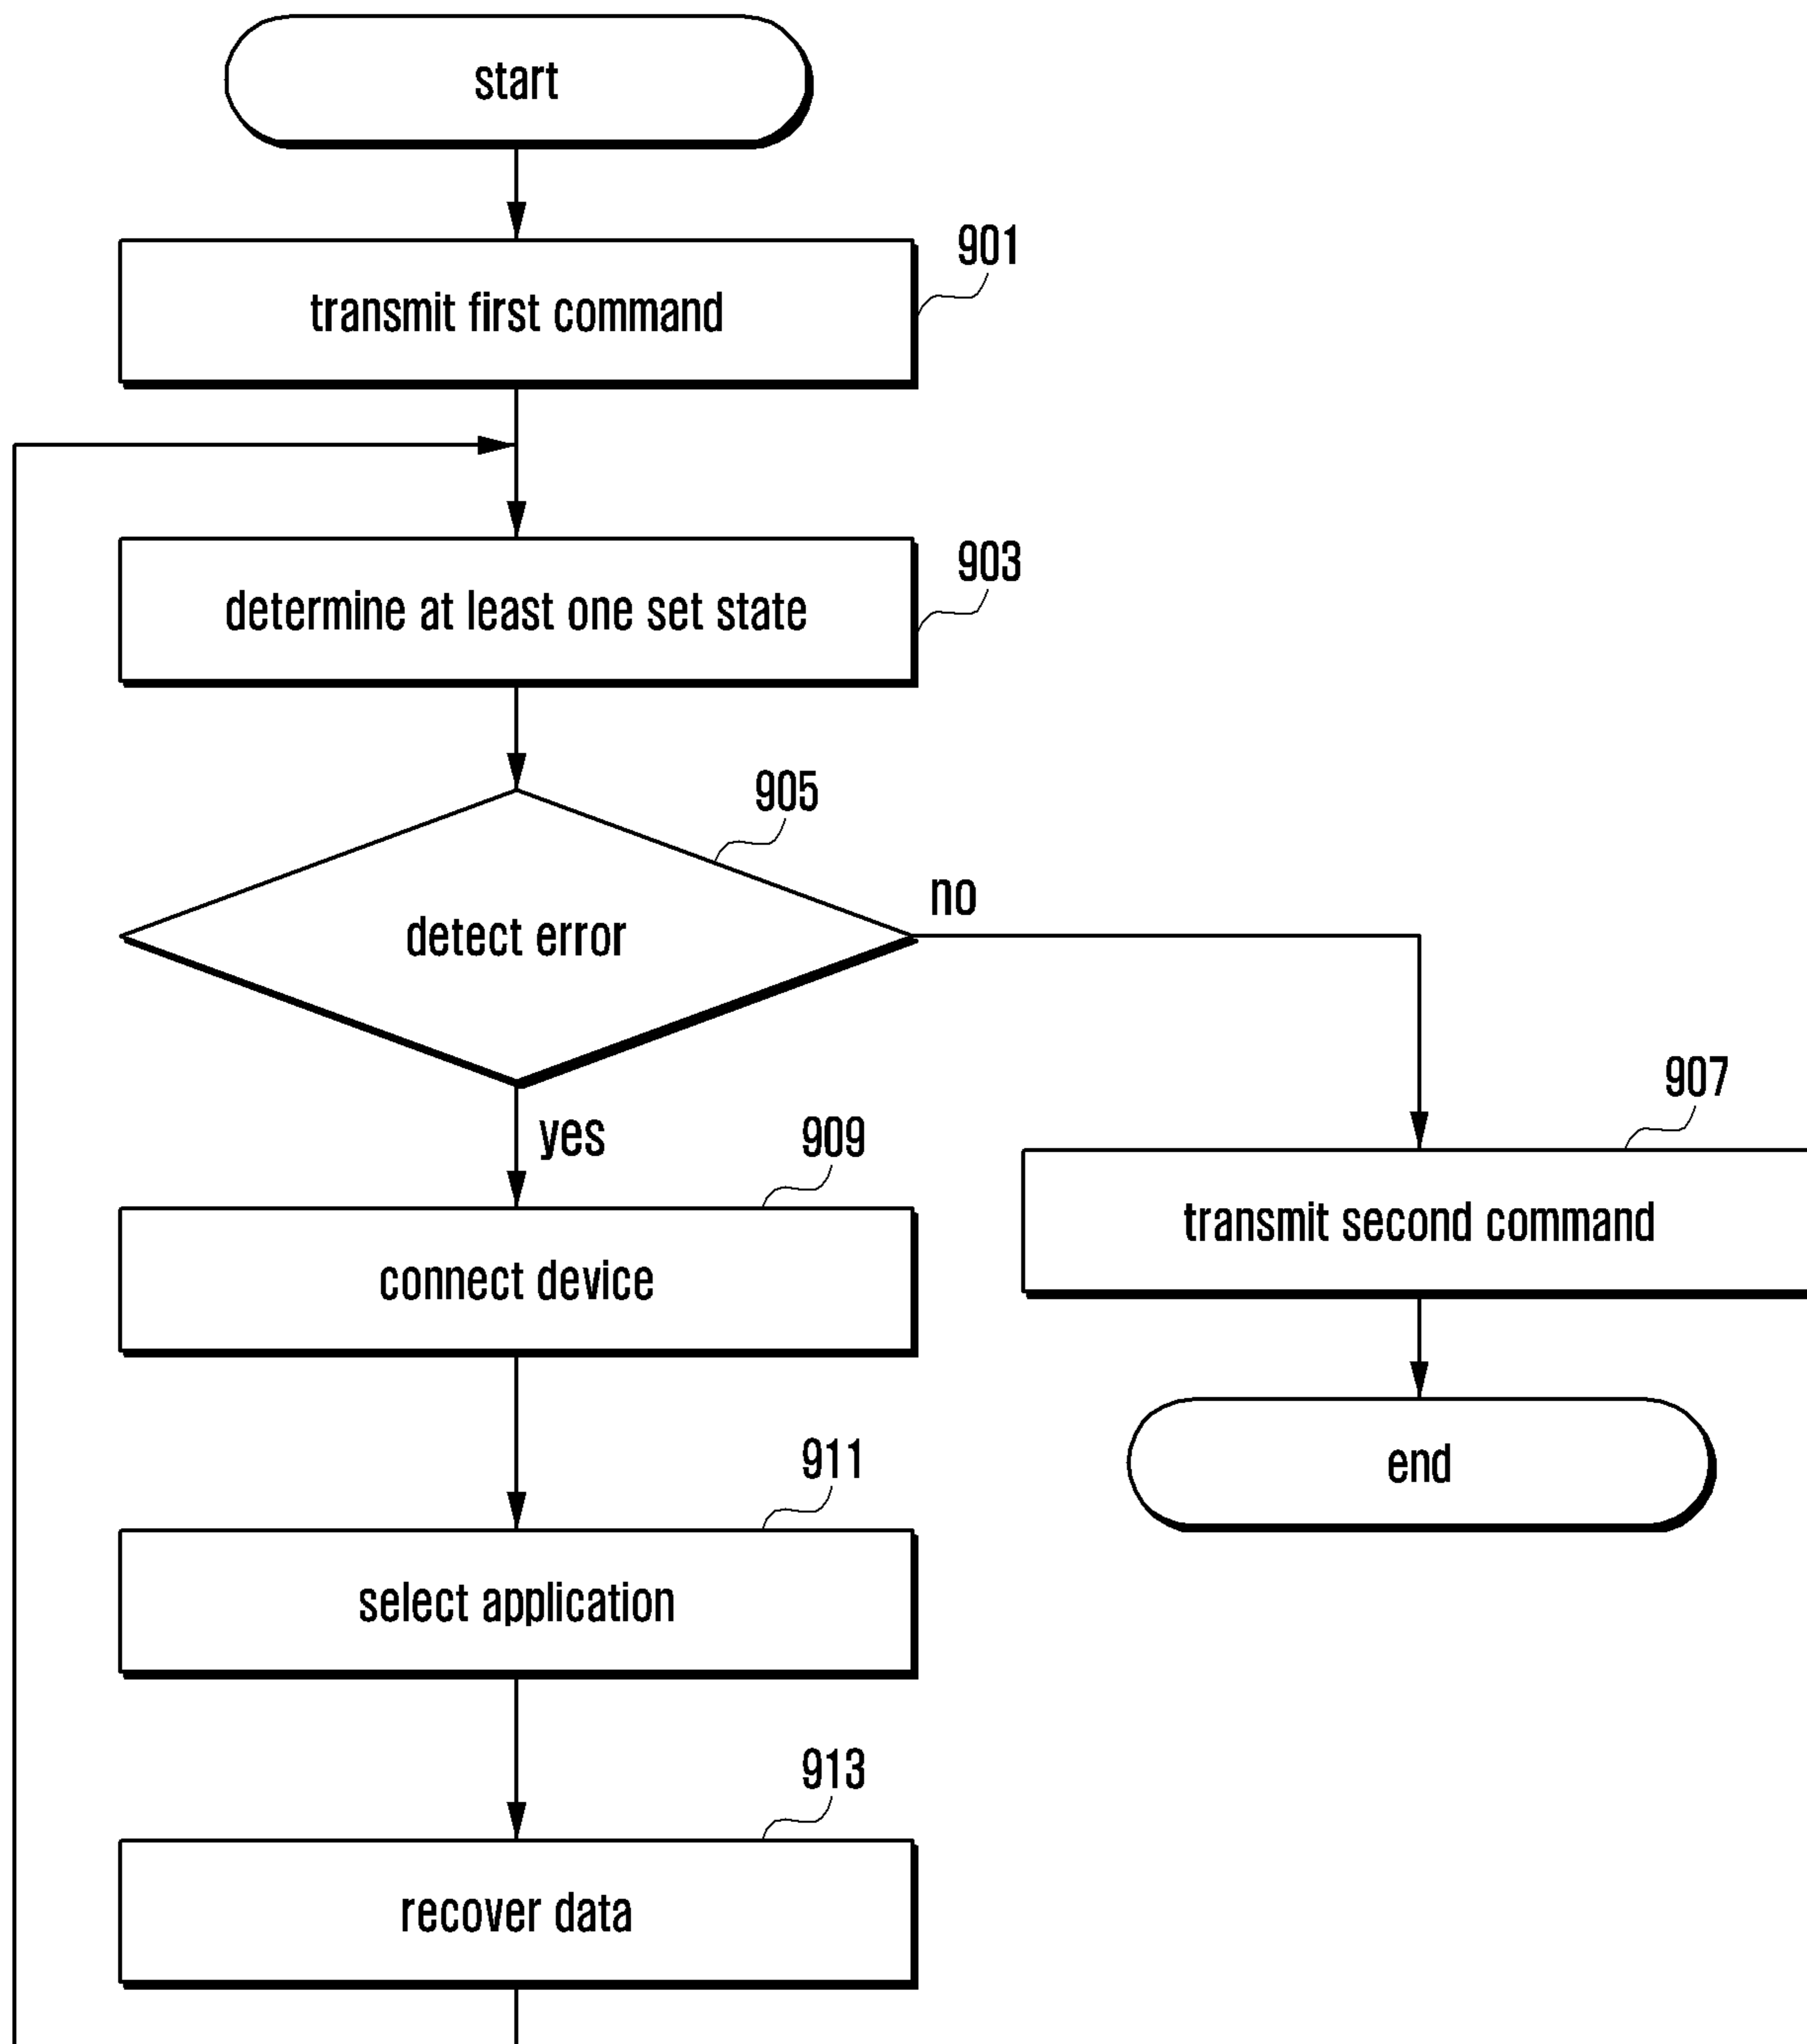 start
901
transmit first command
903
determine at least one set state
905
detect error
no
yes
909
connect device
907
transmit second command
911
select application
end
913
recover data